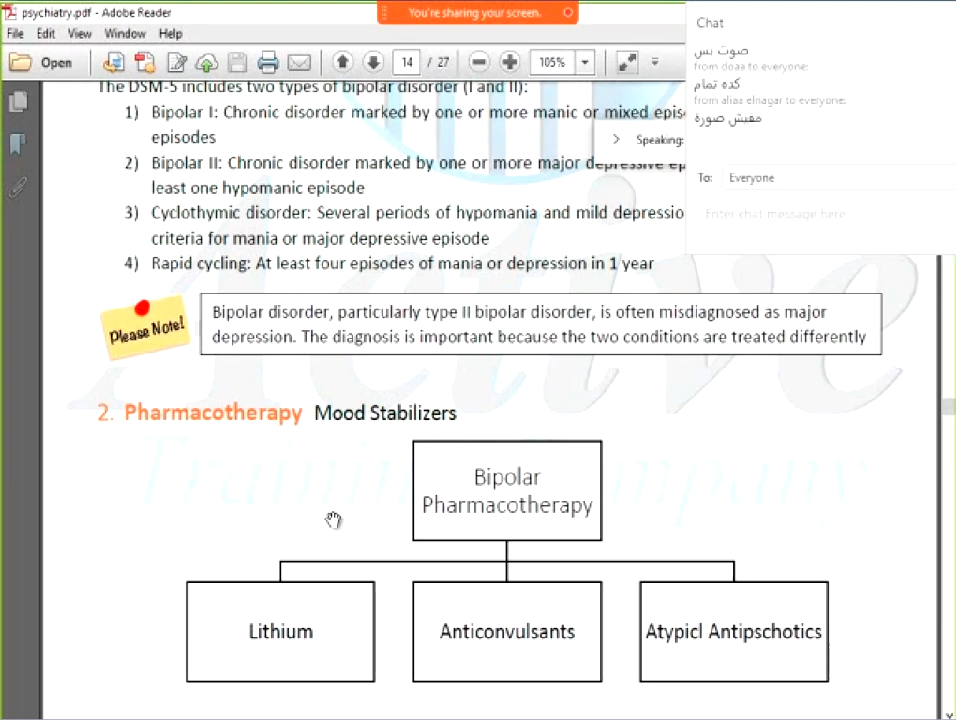 psychiatry.pdf - Adobe Reader
You're sharing your screen.
File Edit View Window Help
Open
14 / 27
105%
The DSM-5 includes two types of bipolar disorder (I and II):
1) Bipolar I: Chronic disorder marked by one or more manic or mixed
episodes
2) Bipolar II: Chronic disorder marked by one or more major depressive
least one hypomanic episode
3) Cyclothymic disorder: Several periods of hypomania and mild
criteria for mania or major depressive episode
4) Rapid cycling: At least four episodes of mania or depression in 1 year
Speaking:
Chat
صوت بس
from doaa to everyone:
كده تمام
from aliaa elnagar to everyone:
مفيش صورة
To: Everyone
Enter chat message here
Please Note!
Bipolar disorder, particularly type II bipolar disorder, is often misdiagnosed as major
depression. The diagnosis is important because the two conditions are treated differently
Active
2. Pharmacotherapy Mood Stabilizers
Bipolar
Pharmacotherapy
Lithium
Anticonvulsants
Atypicl Antipschotics